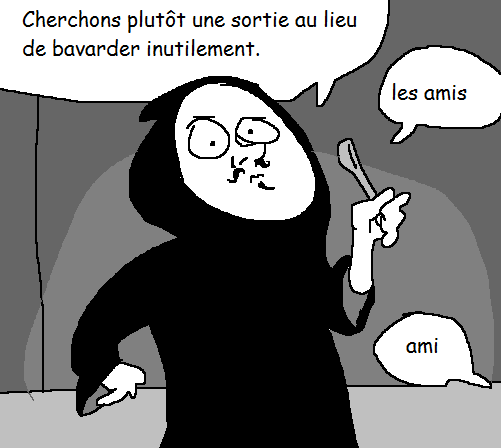 Cherchons plutôt une sortie au lieu
de bavarder inutilement.
les amis
ami